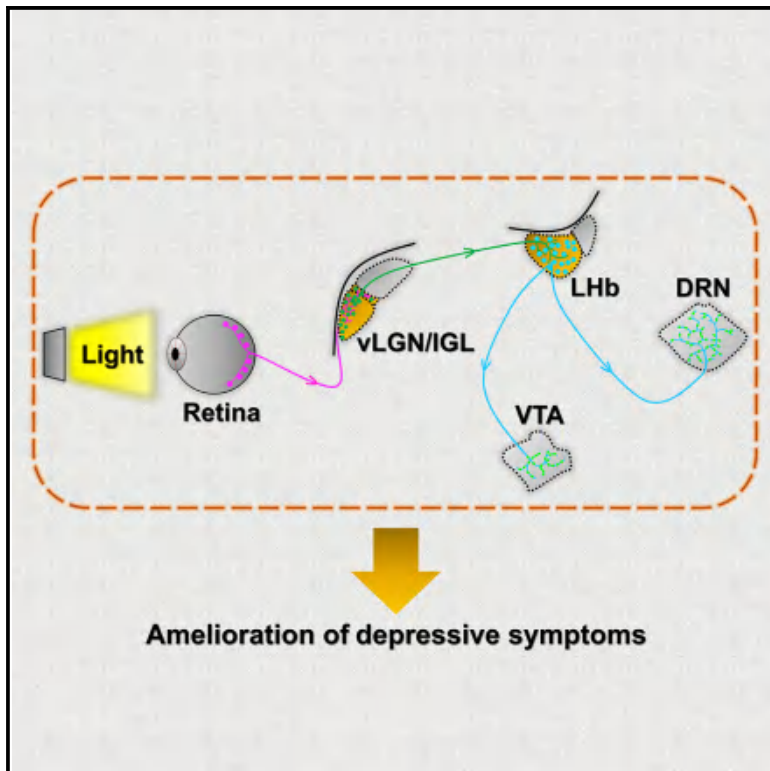 Light
Retina
vLGN/IGL
LHb
DRN
VTA
Amelioration of depressive symptoms